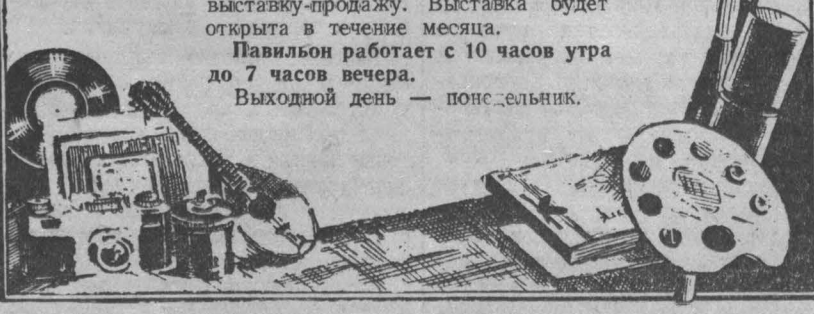 выставку-продажу. Выставка будет
открыта в течение месяца.
Павильон работает с 10 часов утра
до 7 часов вечера.
Выходной день — понедельник.